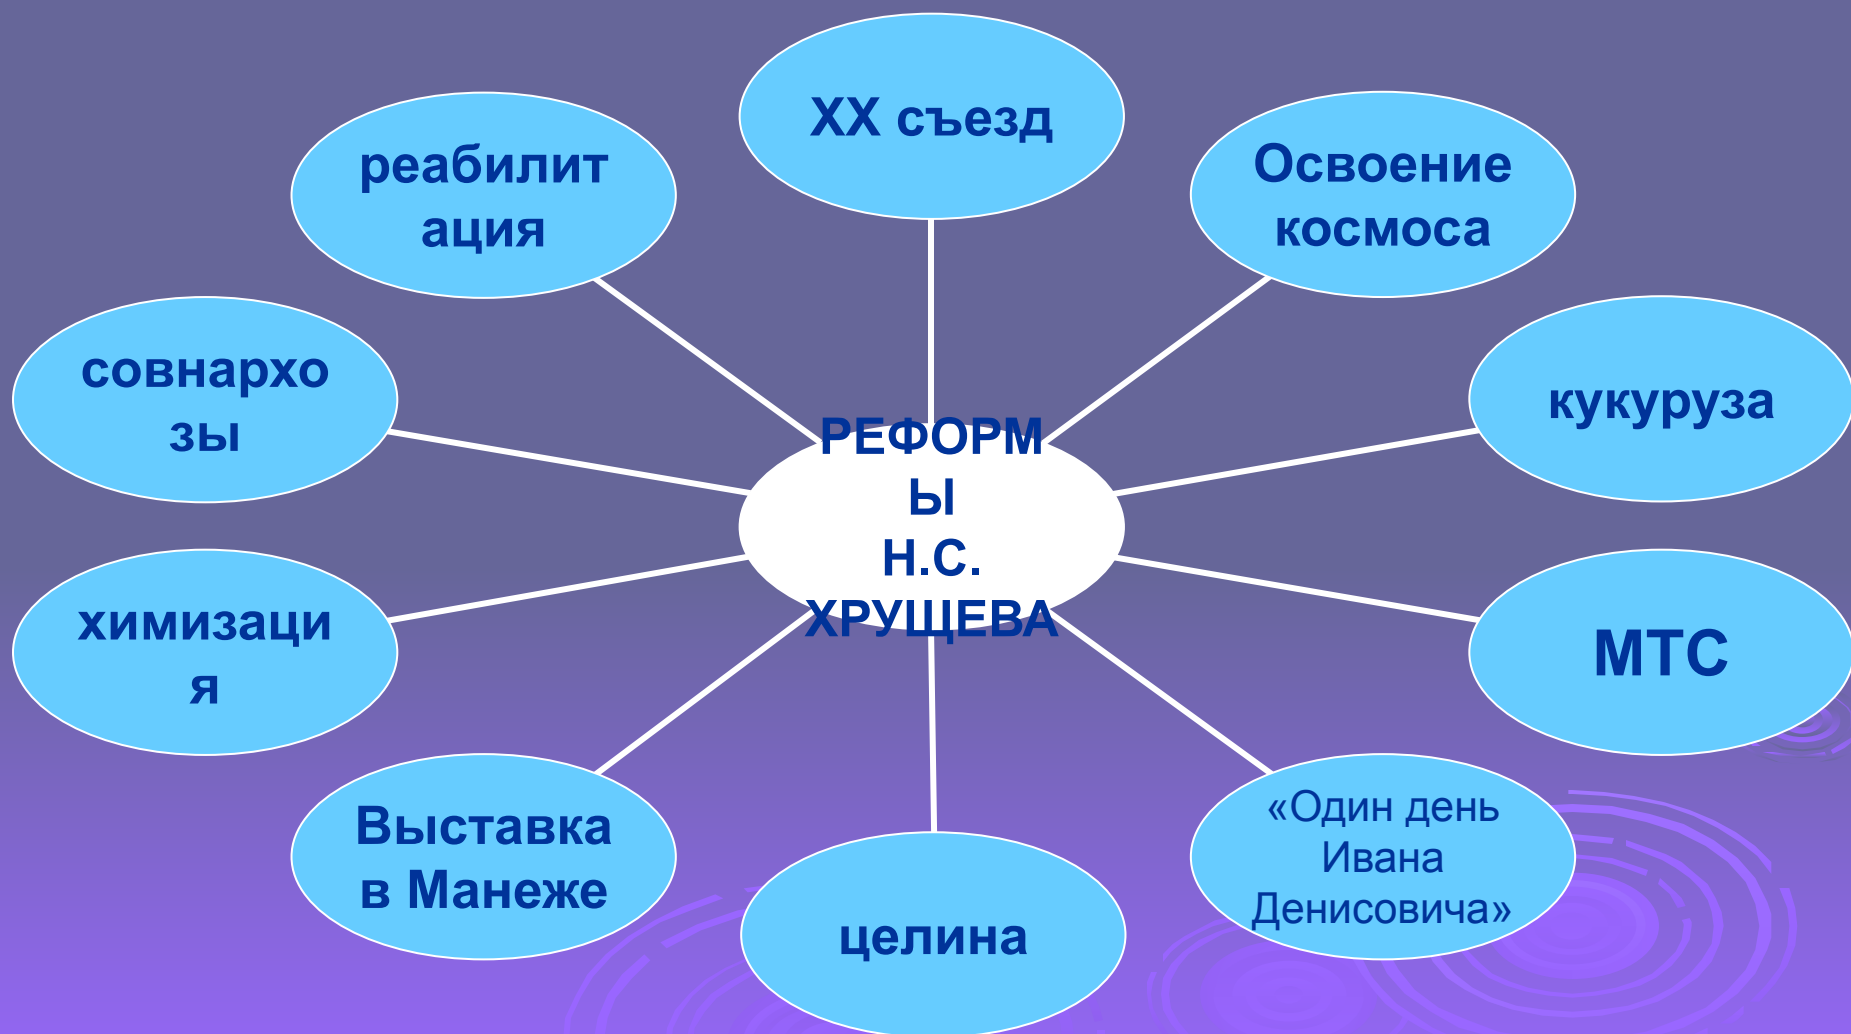 XX съезд
реабилит
ация
Освоение
космоса
совнархо
зы
кукуруза
РЕФОРМ
Ы
Н.С.
ХРУЩЕВА
химизаци
я
МТС
Выставка
в Манеже
«Один день
Ивана
Денисовича»
целина